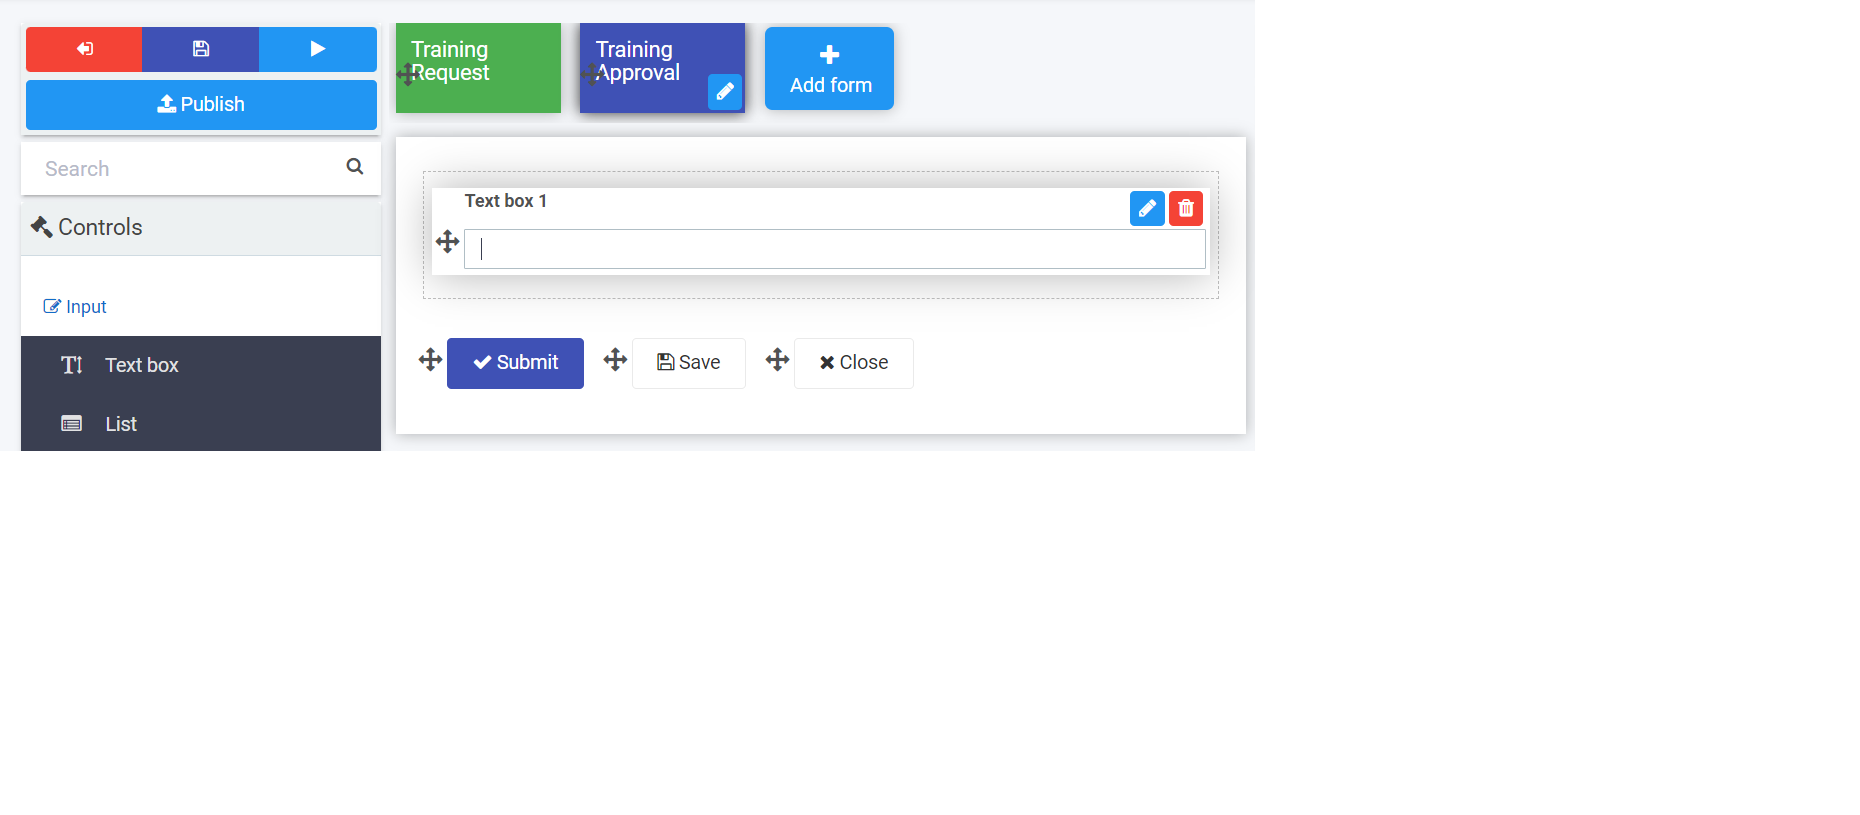 Publish
Search
Controls
Input
Text box
List
Training
Request
Training
Approval
Add form
Text box 1
Submit
Save
Close